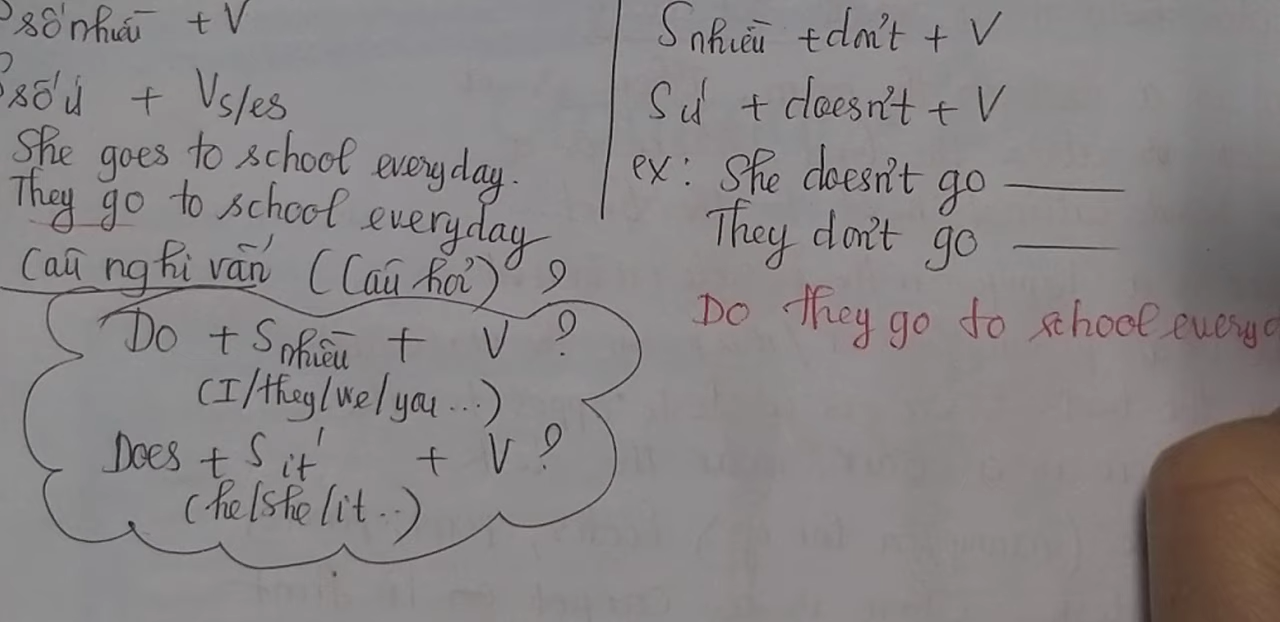 số nhiều + V
số ít + Vs/es
She goes to school everyday.
They go to school everyday
Câu nghi vấn (Câu hỏi) ?
Do + S nhiều + V ?
(I/they/we/you...)
Does + S ít + V ?
(he/she/it..)
S nhiều + don't + V
S ít + doesn't + V
ex: She doesn't go ———
They don't go ———
Do they go to school